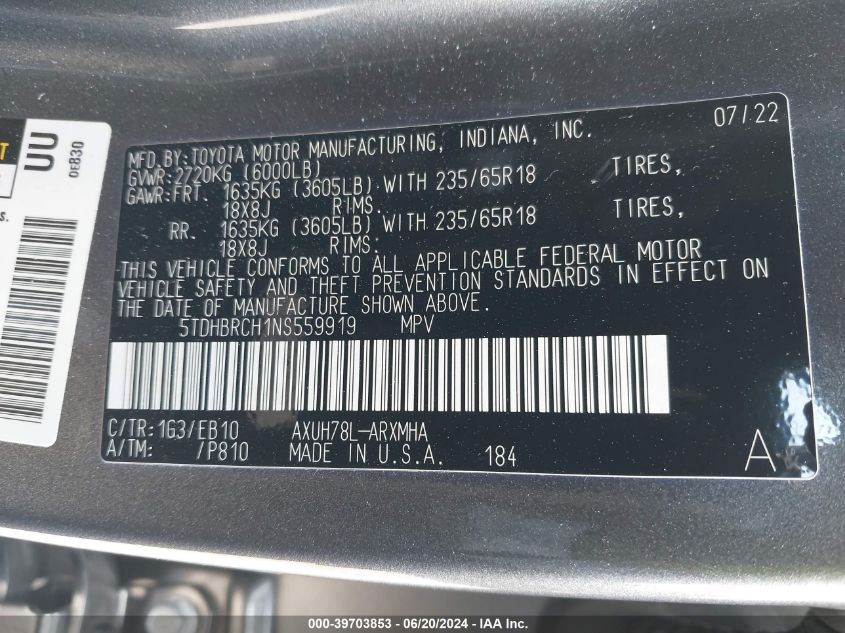 T
UU
0E830
s.
07/22
MFD.BY:TOYOTA MOTOR MANUFACTURING, INDIANA, INC.
GVWR:2720KG (6000LB)
GAWR:FRT. 1635KG (3605LB) WITH 235/65R18 TIRES,
18X8J RIMS.
RR. 1635KG (3605LB) WITH 235/65R18 TIRES,
18X8J RIMS.
THIS VEHICLE CONFORMS TO ALL APPLICABLE FEDERAL MOTOR
VEHICLE SAFETY AND THEFT PREVENTION STANDARDS IN EFFECT ON
THE DATE OF MANUFACTURE SHOWN ABOVE.
5TDHBRCH1NS559919 MPV
C/TR:1G3/EB10 AXUH78L-ARXMHA
A/TM: /P810 MADE IN U.S.A. 184 A
000-39703853 - 06/20/2024 - IAA Inc.